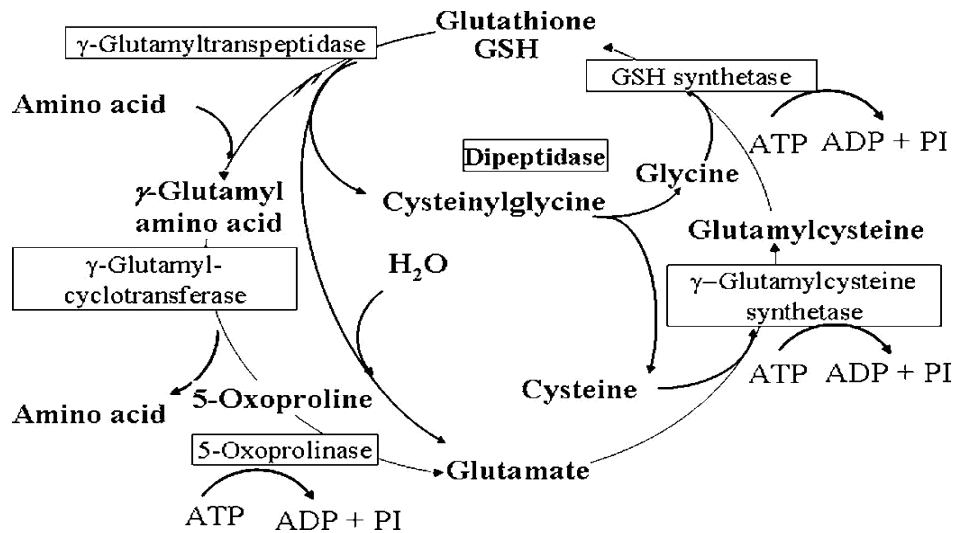 Glutathione
GSH
γ-Glutamyltranspeptidase
GSH synthetase
Amino acid
ATP ADP + PI
Dipeptidase
Glycine
γ-Glutamyl
amino acid
Cysteinylglycine
Glutamylcysteine
γ-Glutamyl-
cyclotransferase
H₂O
γ–Glutamylcysteine
synthetase
ATP ADP + PI
Cysteine
5-Oxoproline
Amino acid
5-Oxoprolinase
Glutamate
ATP ADP + PI